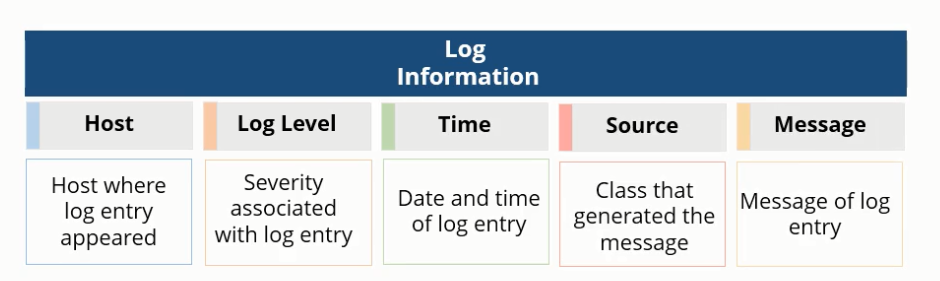 Log
Information
Host
Log Level
Time
Source
Message
Host where
log entry
appeared
Severity
associated
with log entry
Date and time
of log entry
Class that
generated the
message
Message of log
entry